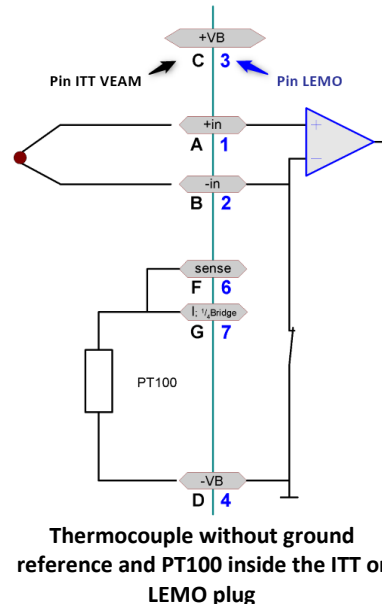 +VB
C 3
Pin ITT VEAM
Pin LEMO
+in
A 1
+
-in
B 2
−
sense
F 6
I; ¼Bridge
G 7
PT100
-VB
D 4
Thermocouple without ground
reference and PT100 inside the ITT or
LEMO plug